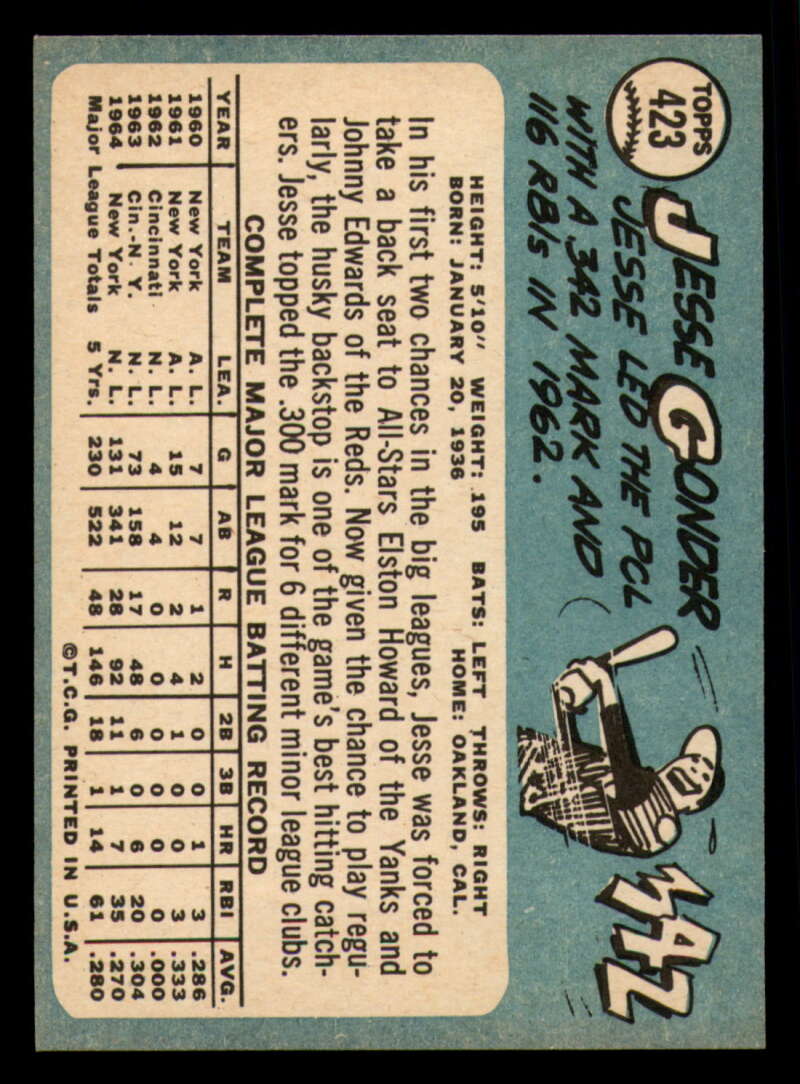 TOPPS
423
JESSE GONDER
JESSE LED THE PCL
WITH A .342 MARK AND
116 RBIs IN 1962.
ZAP
HEIGHT: 5'10" WEIGHT: 195 BATS: LEFT THROWS: RIGHT
BORN: JANUARY 20, 1936 HOME: OAKLAND, CAL.
In his first two chances in the big leagues, Jesse was forced to
take a back seat to All-Stars Elston Howard of the Yanks and
Johnny Edwards of the Reds. Now given the chance to play regu-
larly, the husky backstop is one of the game's best hitting catch-
ers. Jesse topped the .300 mark for 6 different minor league clubs.
COMPLETE MAJOR LEAGUE BATTING RECORD
YEAR TEAM LEA. G AB R H 2B 3B HR RBI AVG.
1960 New York A. L. 7 7 1 2 0 0 1 3 .286
1961 New York A. L. 15 12 2 4 1 0 0 3 .333
1962 Cincinnati N. L. 4 4 0 0 0 0 0 0 .000
1963 Cin.-N. Y. N. L. 73 158 17 48 6 0 6 20 .304
1964 New York N. L. 131 341 28 92 11 1 7 35 .270
Major League Totals 5 Yrs. 230 522 48 146 18 1 14 61 .280
©T.C.G. PRINTED IN U.S.A.